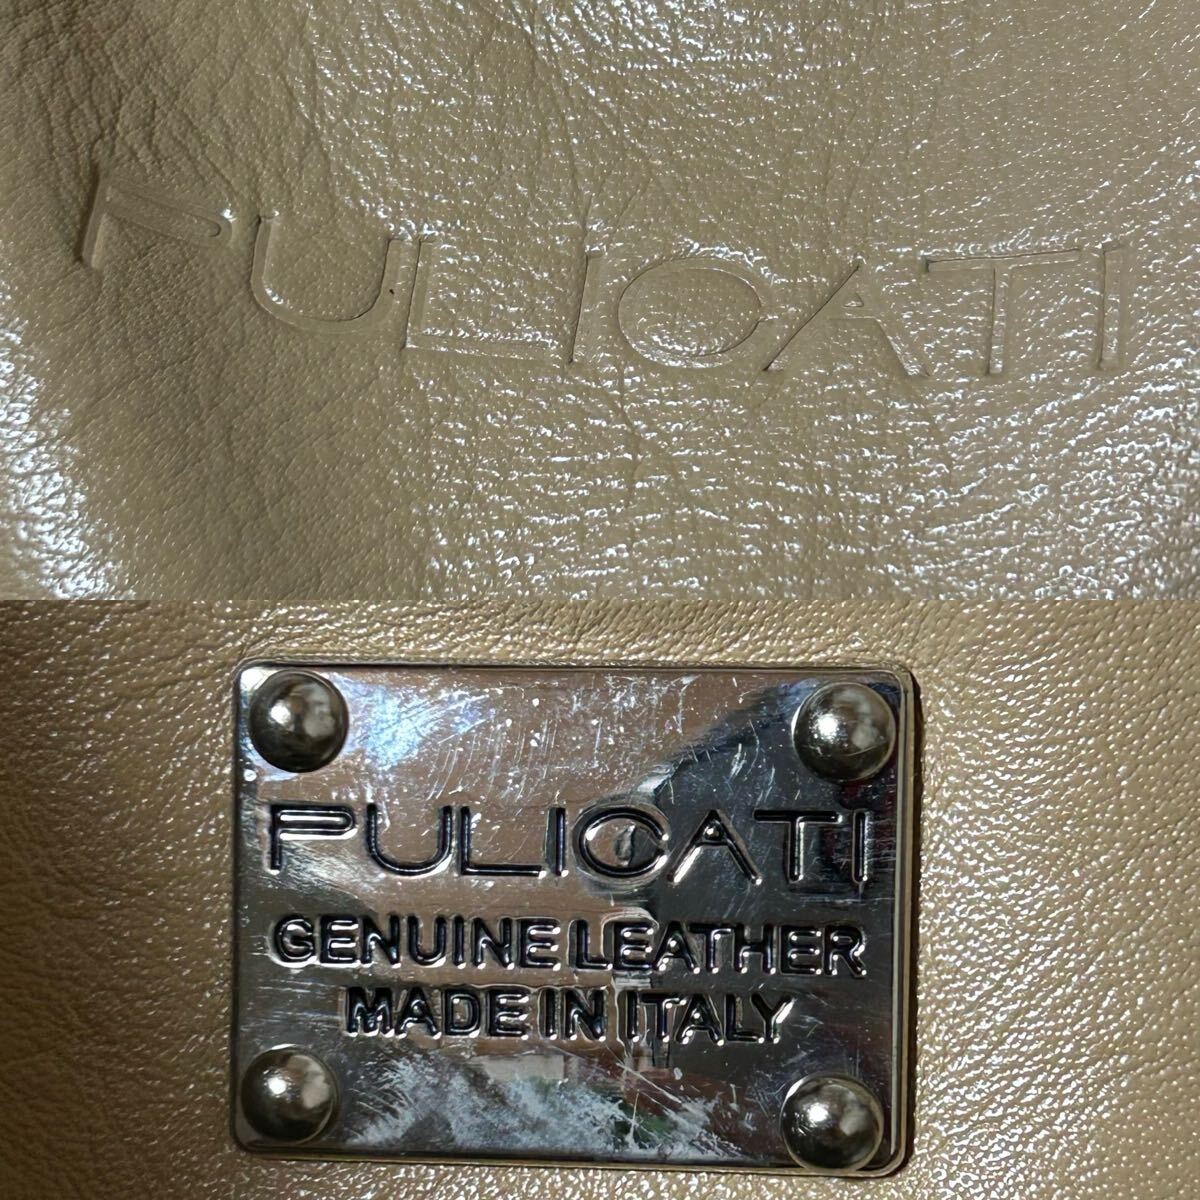 PULICATI
PULICATI
GENUINE LEATHER
MADE IN ITALY